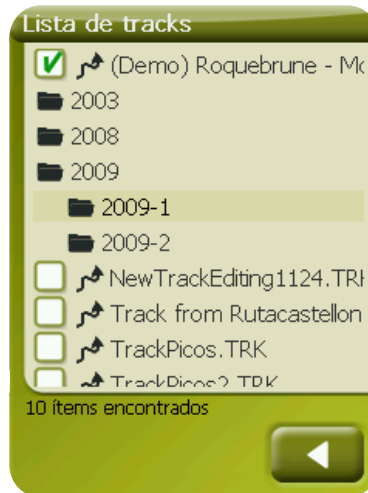 Lista de tracks
(Demo) Roquebrune - Mo
2003
2008
2009
2009-1
2009-2
NewTrackEditing1124.TRK
Track from Rutacastellon
TrackPicos.TRK
TrackPicos2.TRK
10 ítems encontrados